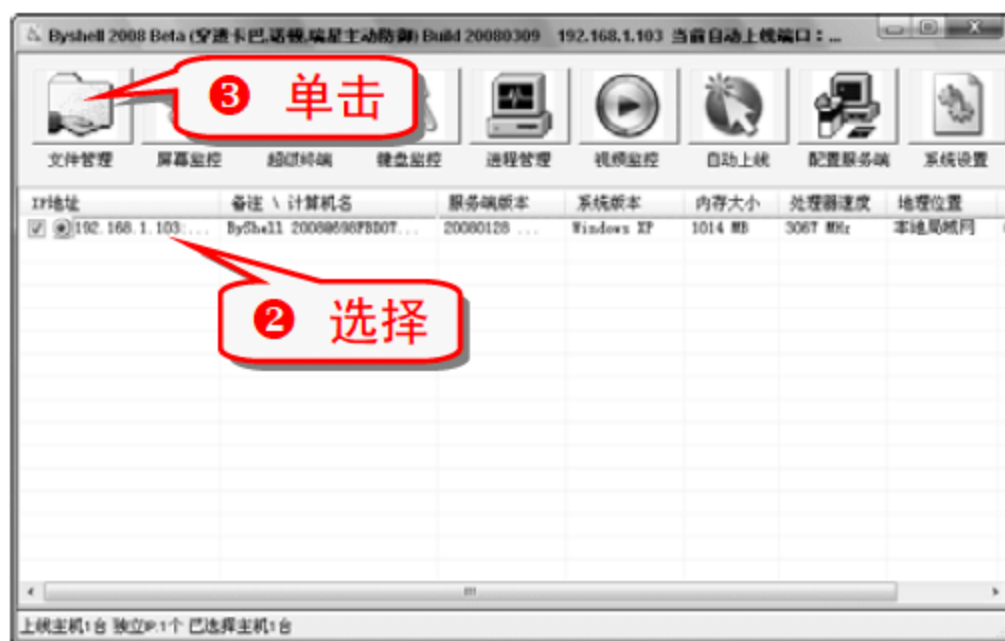 Byshell 2008 Beta (穿透卡巴,诺顿,瑞星主动防御) Build 20080309 192.168.1.103 当前自动上线端口：...
❸ 单击
文件管理 屏幕监控 超级终端 键盘监控 进程管理 视频监控 自动上线 配置服务端 系统设置
IP地址 备注 \ 计算机名 服务端版本 系统版本 内存大小 处理器速度 地理位置
192.168.1.103:... ByShell 20080698FBD0T... 20080128 ... Windows XP 1014 MB 3067 MHz 本地局域网
❷ 选择
上线主机1台 独立IP:1个 已选择主机1台